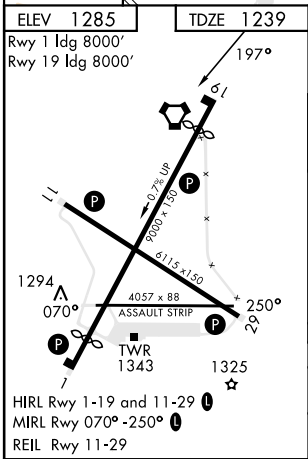 ELEV 1285
TDZE 1239
Rwy 1 ldg 8000'
Rwy 19 ldg 8000'
197°
19
P
0.7% UP
9000 x 150
P
11
6115 x150
1294
070°
4057 x 88
ASSAULT STRIP
250°
29
P
P
TWR
1343
1325
1
HIRL Rwy 1-19 and 11-29 L
MIRL Rwy 070° -250° L
REIL Rwy 11-29